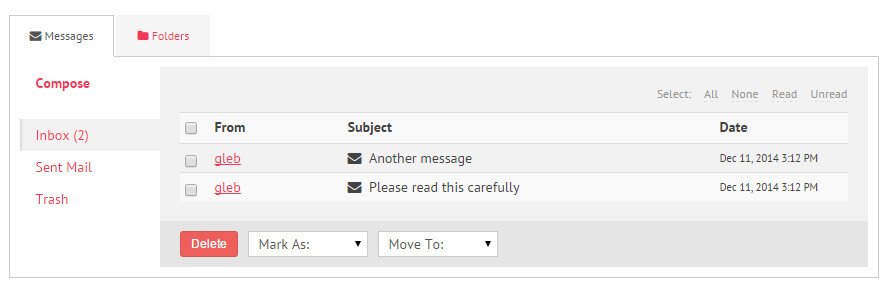 Messages Folders
Compose
Select: All None Read Unread
From Subject Date
Inbox (2)
gleb Another message Dec 11, 2014 3:12 PM
Sent Mail
gleb Please read this carefully Dec 11, 2014 3:12 PM
Trash
Delete Mark As: Move To: